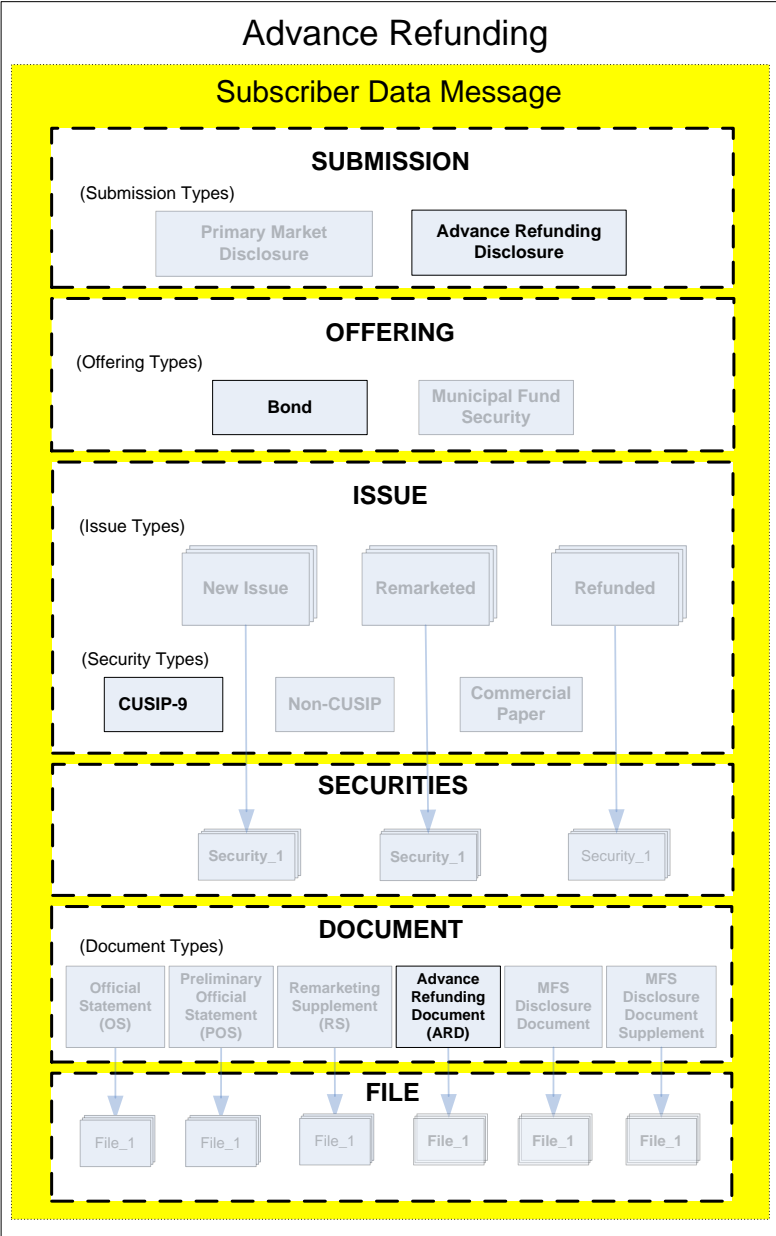 Advance Refunding
Subscriber Data Message
SUBMISSION
(Submission Types)
Primary Market
Disclosure
Advance Refunding
Disclosure
OFFERING
(Offering Types)
Bond
Municipal Fund
Security
ISSUE
(Issue Types)
New Issue
Remarketed
Refunded
(Security Types)
CUSIP-9
Non-CUSIP
Commercial
Paper
SECURITIES
Security_1
Security_1
Security_1
DOCUMENT
(Document Types)
Official
Statement
(OS)
Preliminary
Official
Statement
(POS)
Remarketing
Supplement
(RS)
Advance
Refunding
Document
(ARD)
MFS
Disclosure
Document
MFS
Disclosure
Document
Supplement
FILE
File_1
File_1
File_1
File_1
File_1
File_1